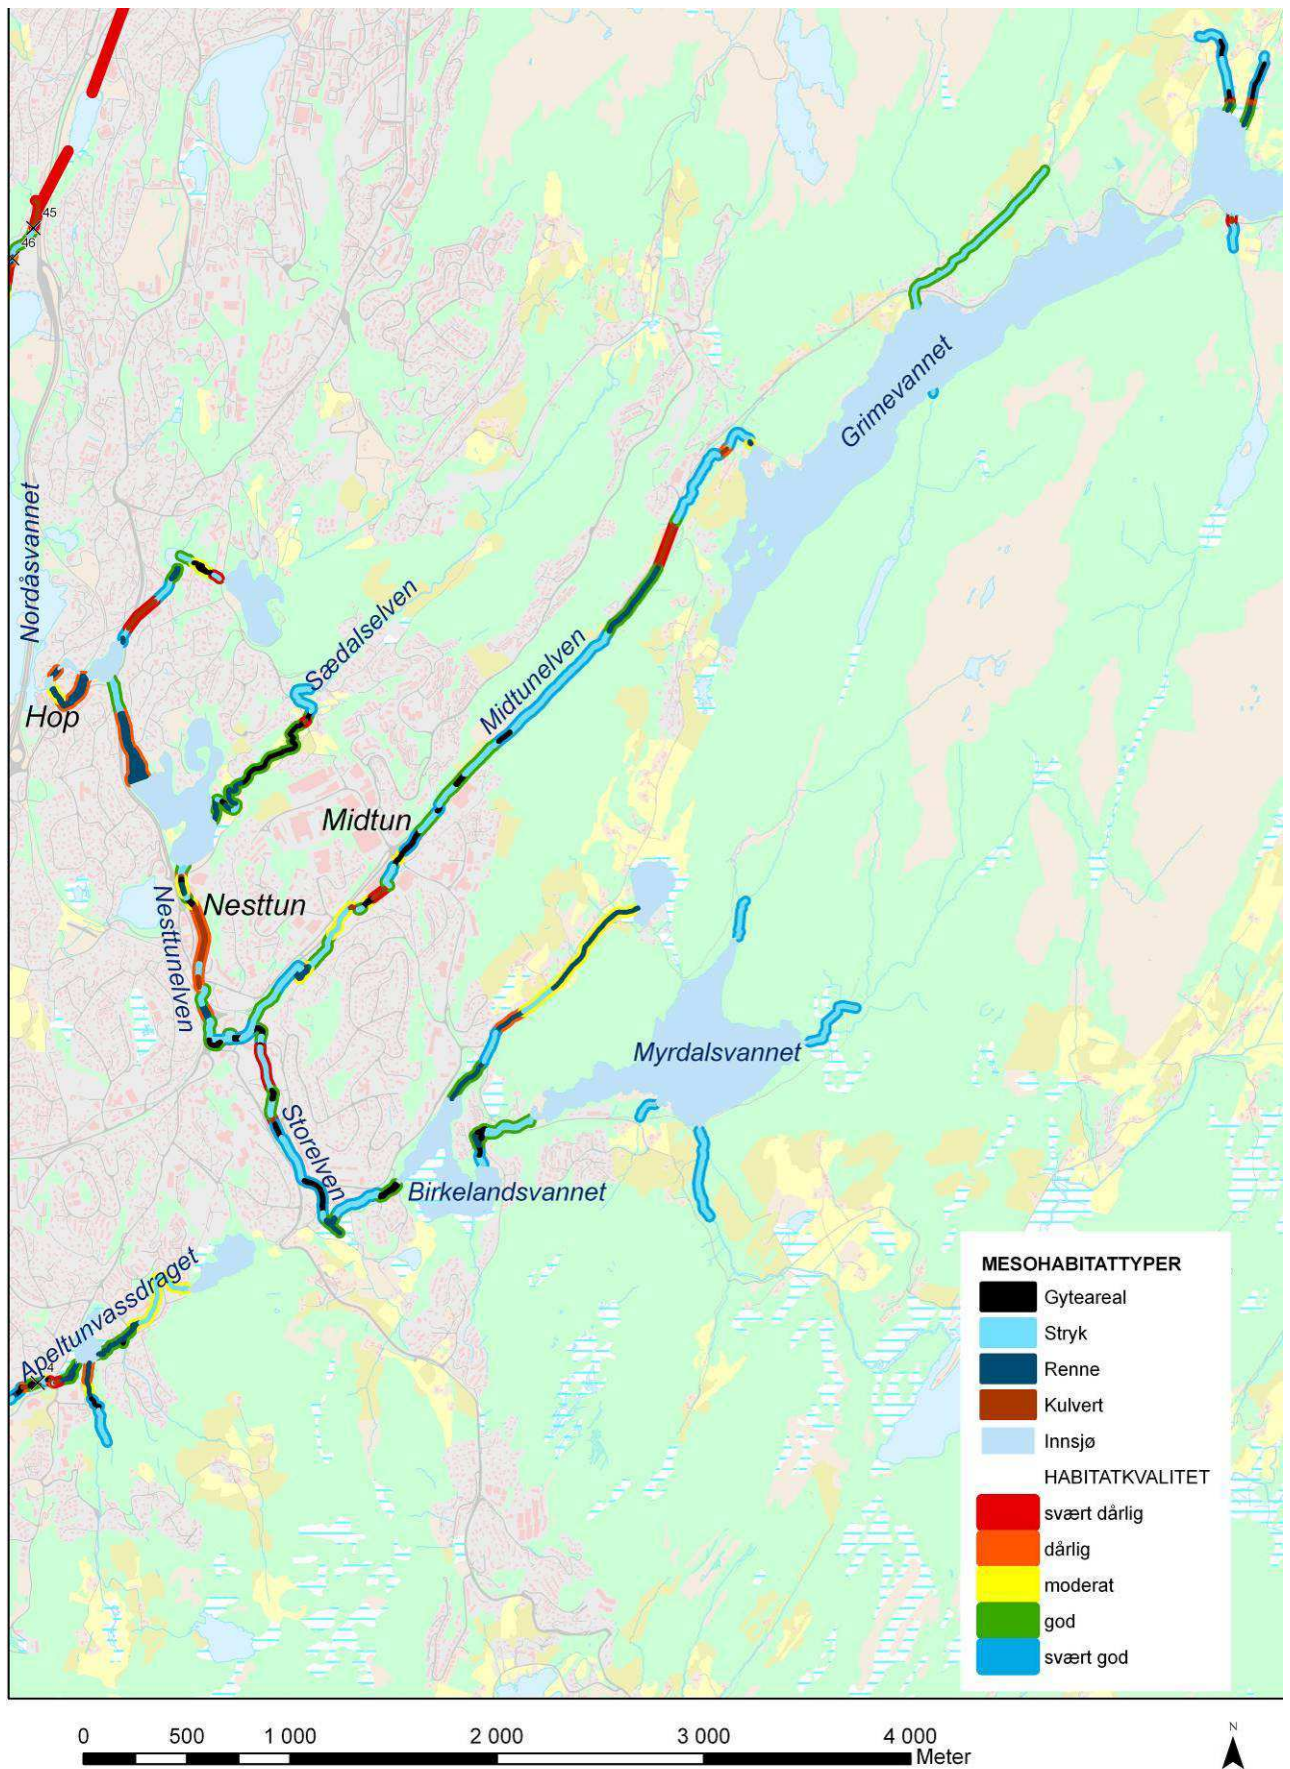 45
46
Grimevannet
Nordåsvannet
Sædalselven
Midtunelven
Hop
Midtun
Nesttun
Nesttunelven
Myrdalsvannet
Storelven
Birkelandsvannet
Apeltunvassdraget
4
MESOHABITATTYPER
Gyteareal
Stryk
Renne
Kulvert
Innsjø
HABITATKVALITET
svært dårlig
dårlig
moderat
god
svært god
0 500 1 000 2 000 3 000 4 000
Meter
N